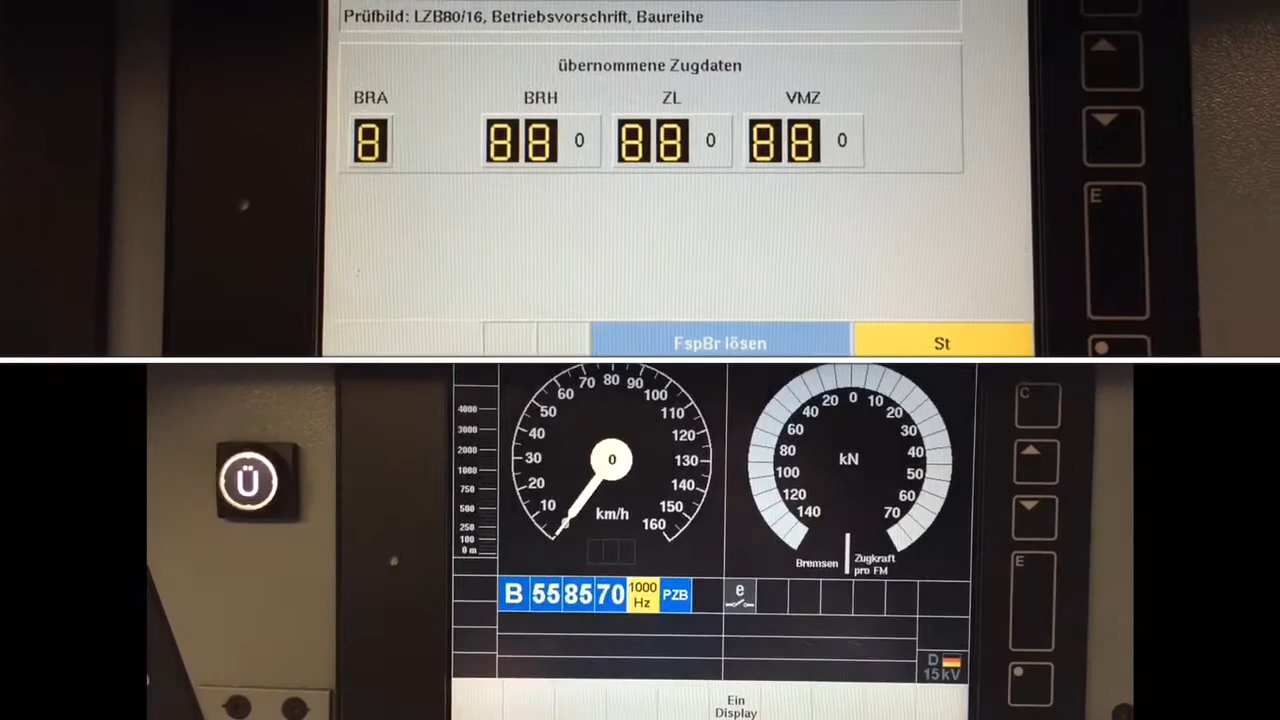 Prüfbild: LZB80/16, Betriebsvorschrift, Baureihe
übernommene Zugdaten
BRA BRH ZL VMZ
8 88 0 88 0 88 0
E
FspBr lösen St
C
4000
3000
2000
1000
750
500
250
100
0 m
10 20 30 40 50 60 70 80 90 100 110 120 130 140 150 160
0
km/h
140 120 100 80 60 40 20 0 10 20 30 40 50 60 70
kN
Bremsen Zugkraft
pro FM
Ü
E
B 55 85 70 1000 Hz PZB e
D
15kV
Ein
Display